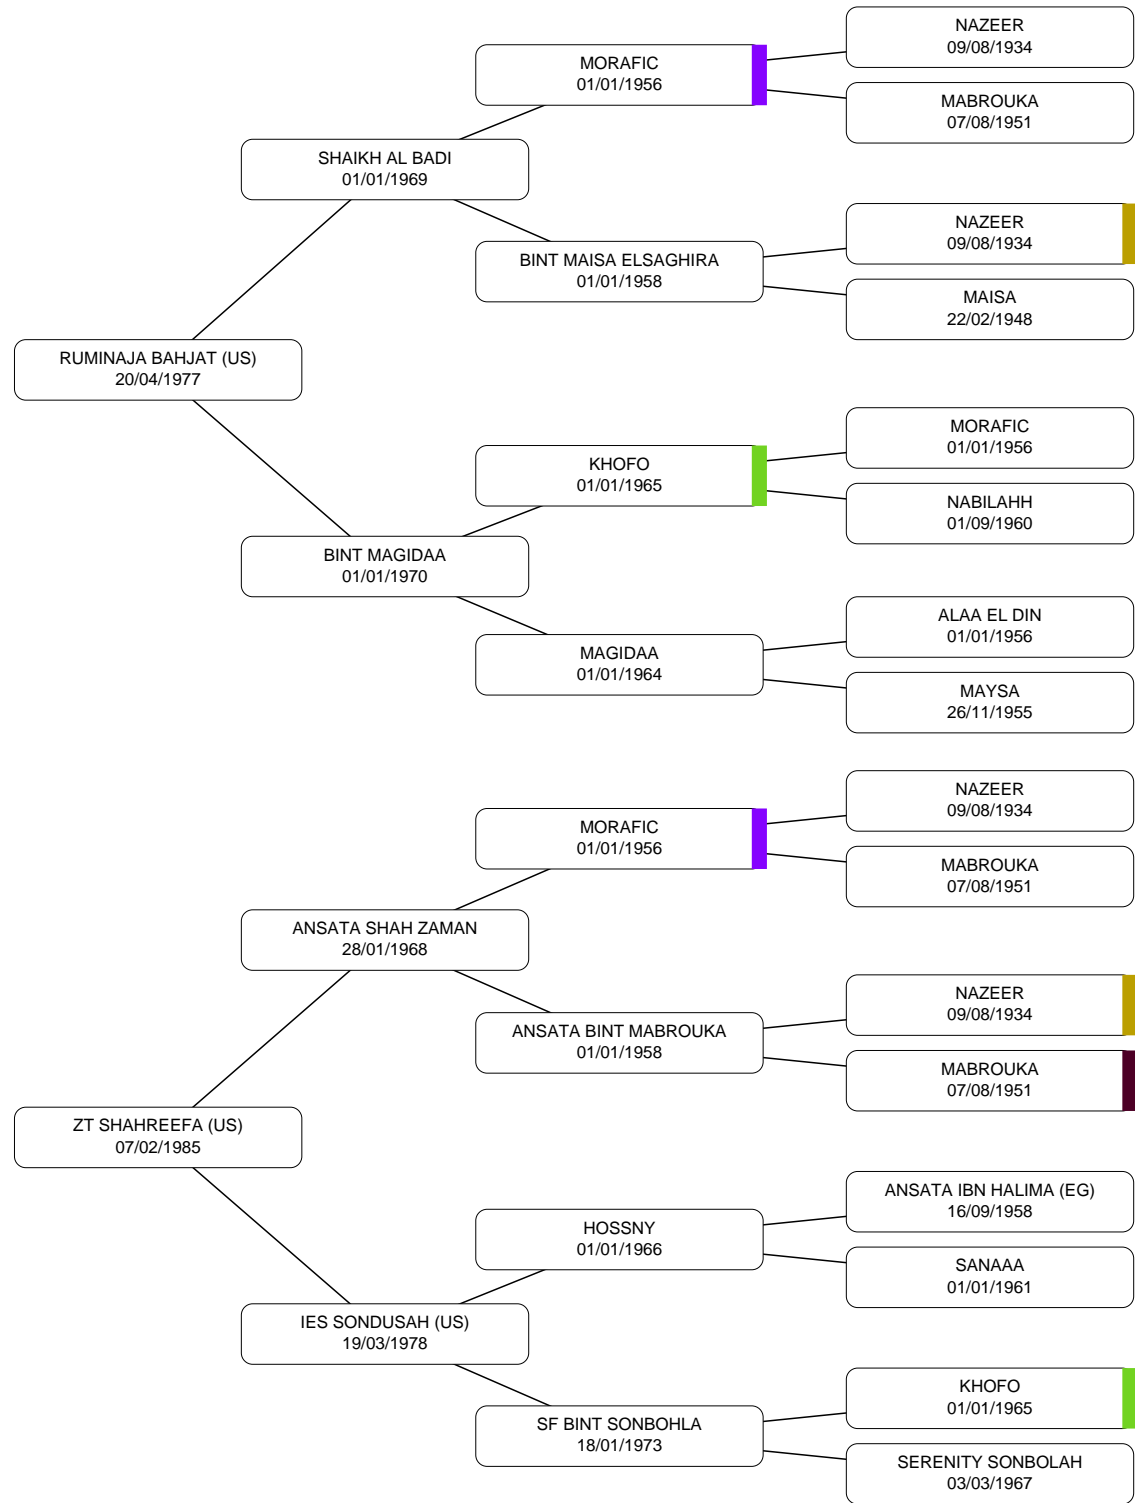 NAZEER
09/08/1934
MORAFIC
01/01/1956
MABROUKA
07/08/1951
SHAIKH AL BADI
01/01/1969
NAZEER
09/08/1934
BINT MAISA ELSAGHIRA
01/01/1958
MAISA
22/02/1948
RUMINAJA BAHJAT (US)
20/04/1977
MORAFIC
01/01/1956
KHOFO
01/01/1965
NABILAHH
01/09/1960
BINT MAGIDAA
01/01/1970
ALAA EL DIN
01/01/1956
MAGIDAA
01/01/1964
MAYSA
26/11/1955
NAZEER
09/08/1934
MORAFIC
01/01/1956
MABROUKA
07/08/1951
ANSATA SHAH ZAMAN
28/01/1968
NAZEER
09/08/1934
ANSATA BINT MABROUKA
01/01/1958
MABROUKA
07/08/1951
ZT SHAHREEFA (US)
07/02/1985
ANSATA IBN HALIMA (EG)
16/09/1958
HOSSNY
01/01/1966
SANAAA
01/01/1961
IES SONDUSAH (US)
19/03/1978
KHOFO
01/01/1965
SF BINT SONBOHLA
18/01/1973
SERENITY SONBOLAH
03/03/1967